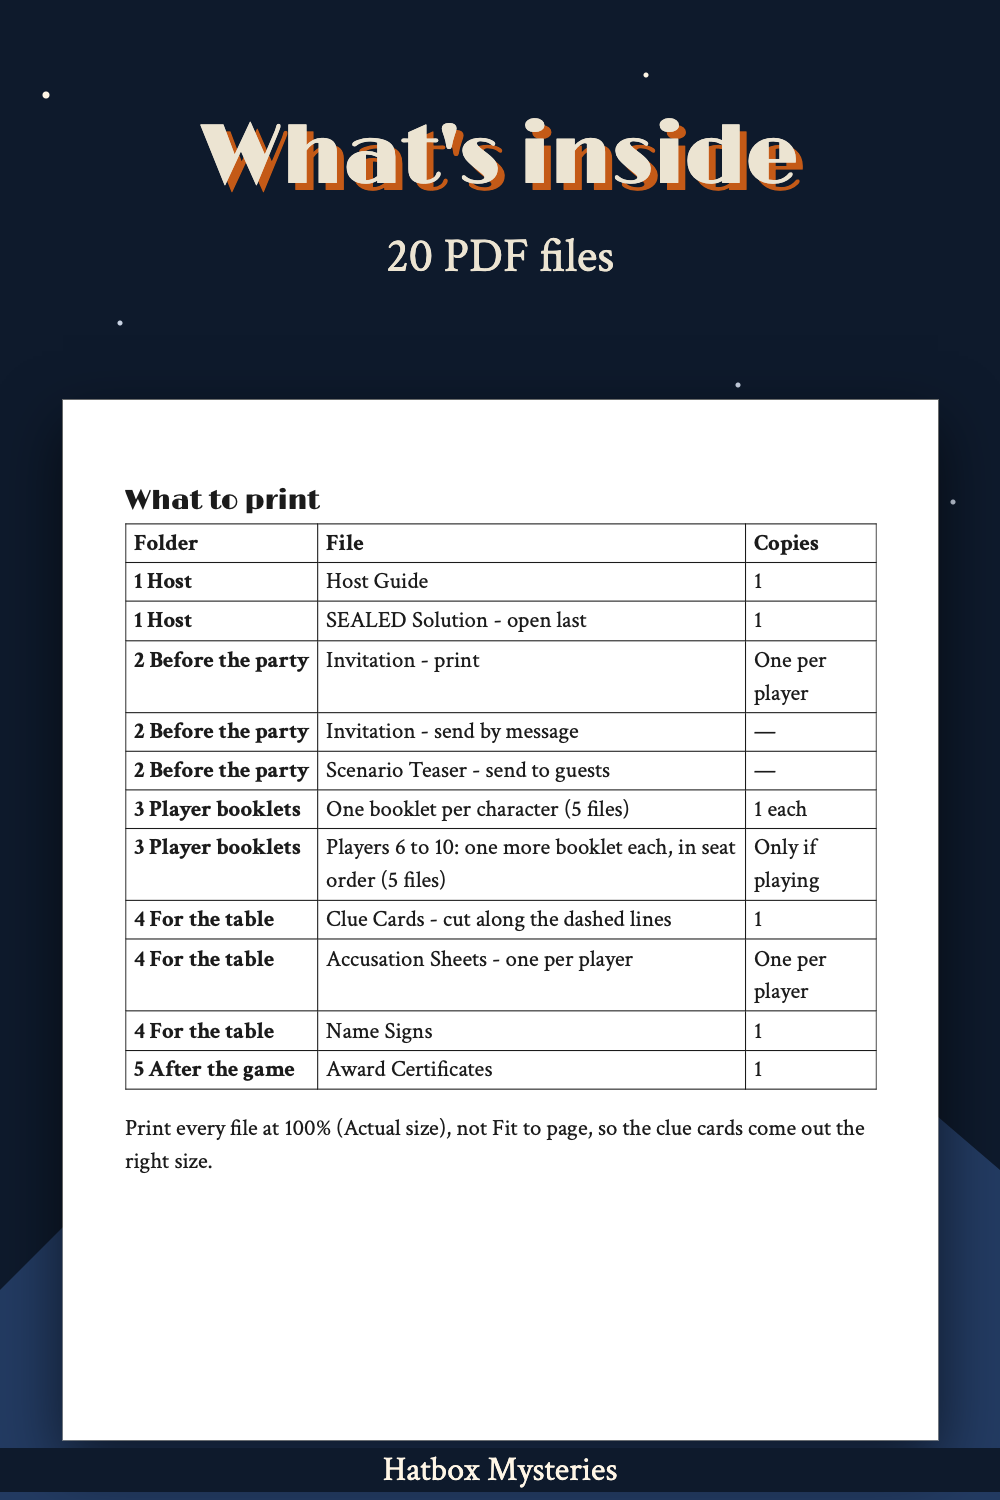 What's inside
20 PDF files
What to print
Folder File Copies
1 Host Host Guide 1
1 Host SEALED Solution - open last 1
2 Before the party Invitation - print One per
player
2 Before the party Invitation - send by message —
2 Before the party Scenario Teaser - send to guests —
3 Player booklets One booklet per character (5 files) 1 each
3 Player booklets Players 6 to 10: one more booklet each, in seat Only if
order (5 files) playing
4 For the table Clue Cards - cut along the dashed lines 1
4 For the table Accusation Sheets - one per player One per
player
4 For the table Name Signs 1
5 After the game Award Certificates 1
Print every file at 100% (Actual size), not Fit to page, so the clue cards come out the
right size.
Hatbox Mysteries